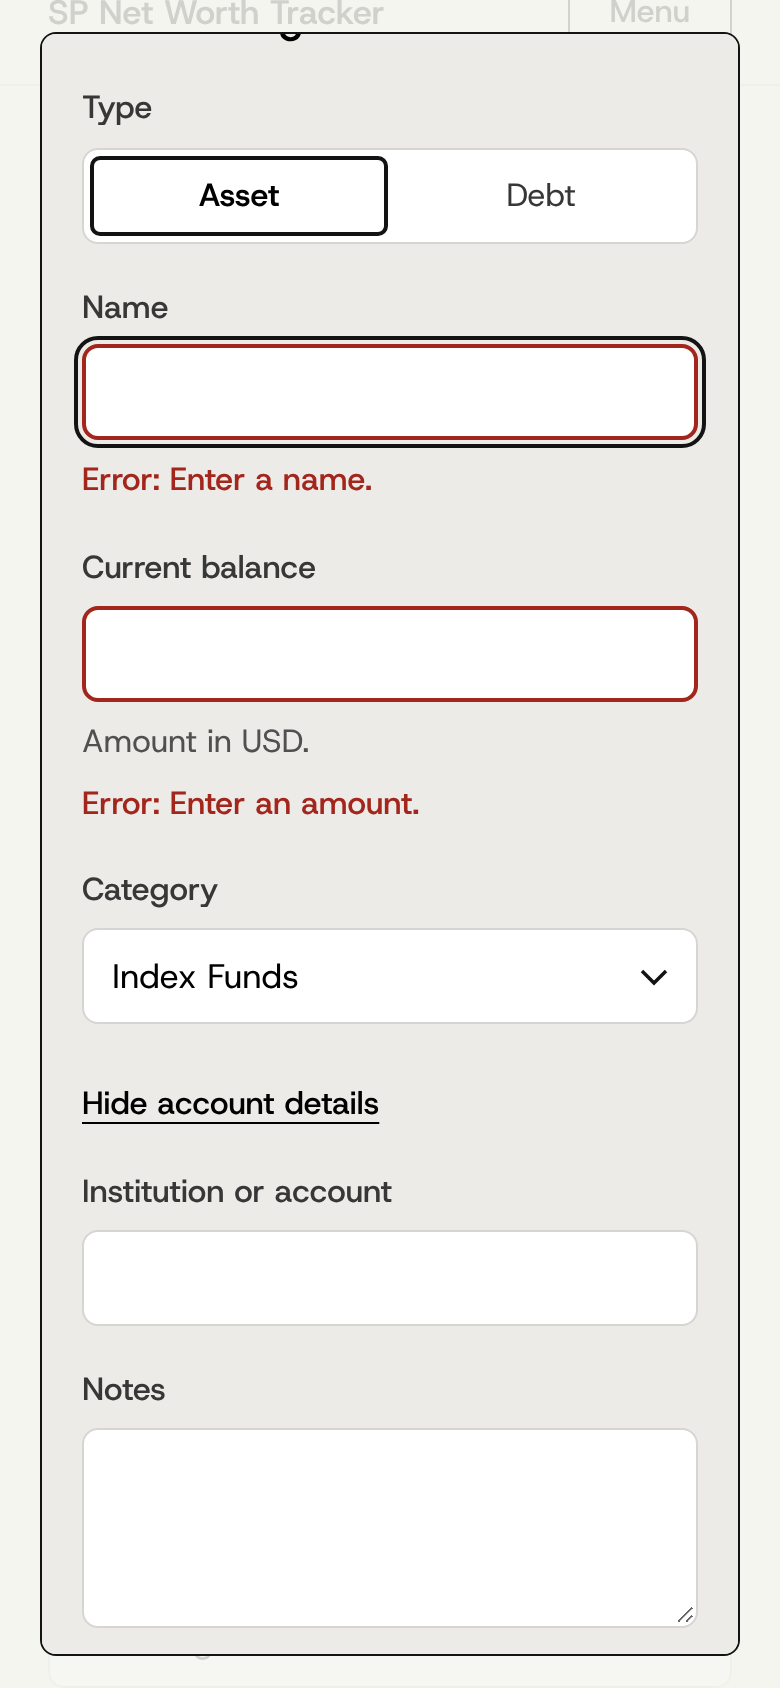 SP Net Worth Tracker
Menu
Type
Asset
Debt
Name
Error: Enter a name.
Current balance
Amount in USD.
Error: Enter an amount.
Category
Index Funds
Hide account details
Institution or account
Notes